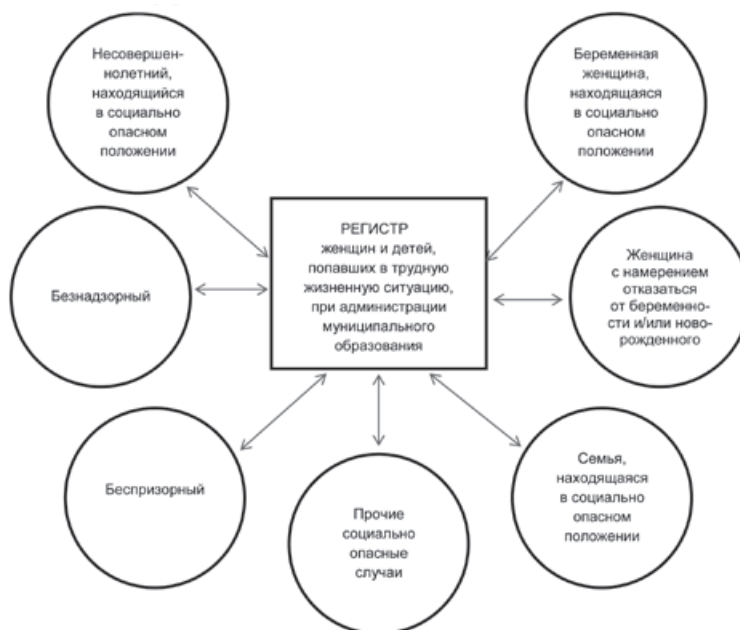 Несовершен-
нолетний,
находящийся
в социально
опасном
положении
Беременная
женщина,
находящаяся
в социально
опасном
положении
РЕГИСТР
женщин и детей,
попавших в трудную
жизненную ситуацию,
при администрации
муниципального
образования
Безнадзорный
Женщина
с намерением
отказаться
от беременно-
сти и/или ново-
рожденного
Беспризорный
Прочие
социально
опасные
случаи
Семья,
находящаяся
в социально
опасном
положении